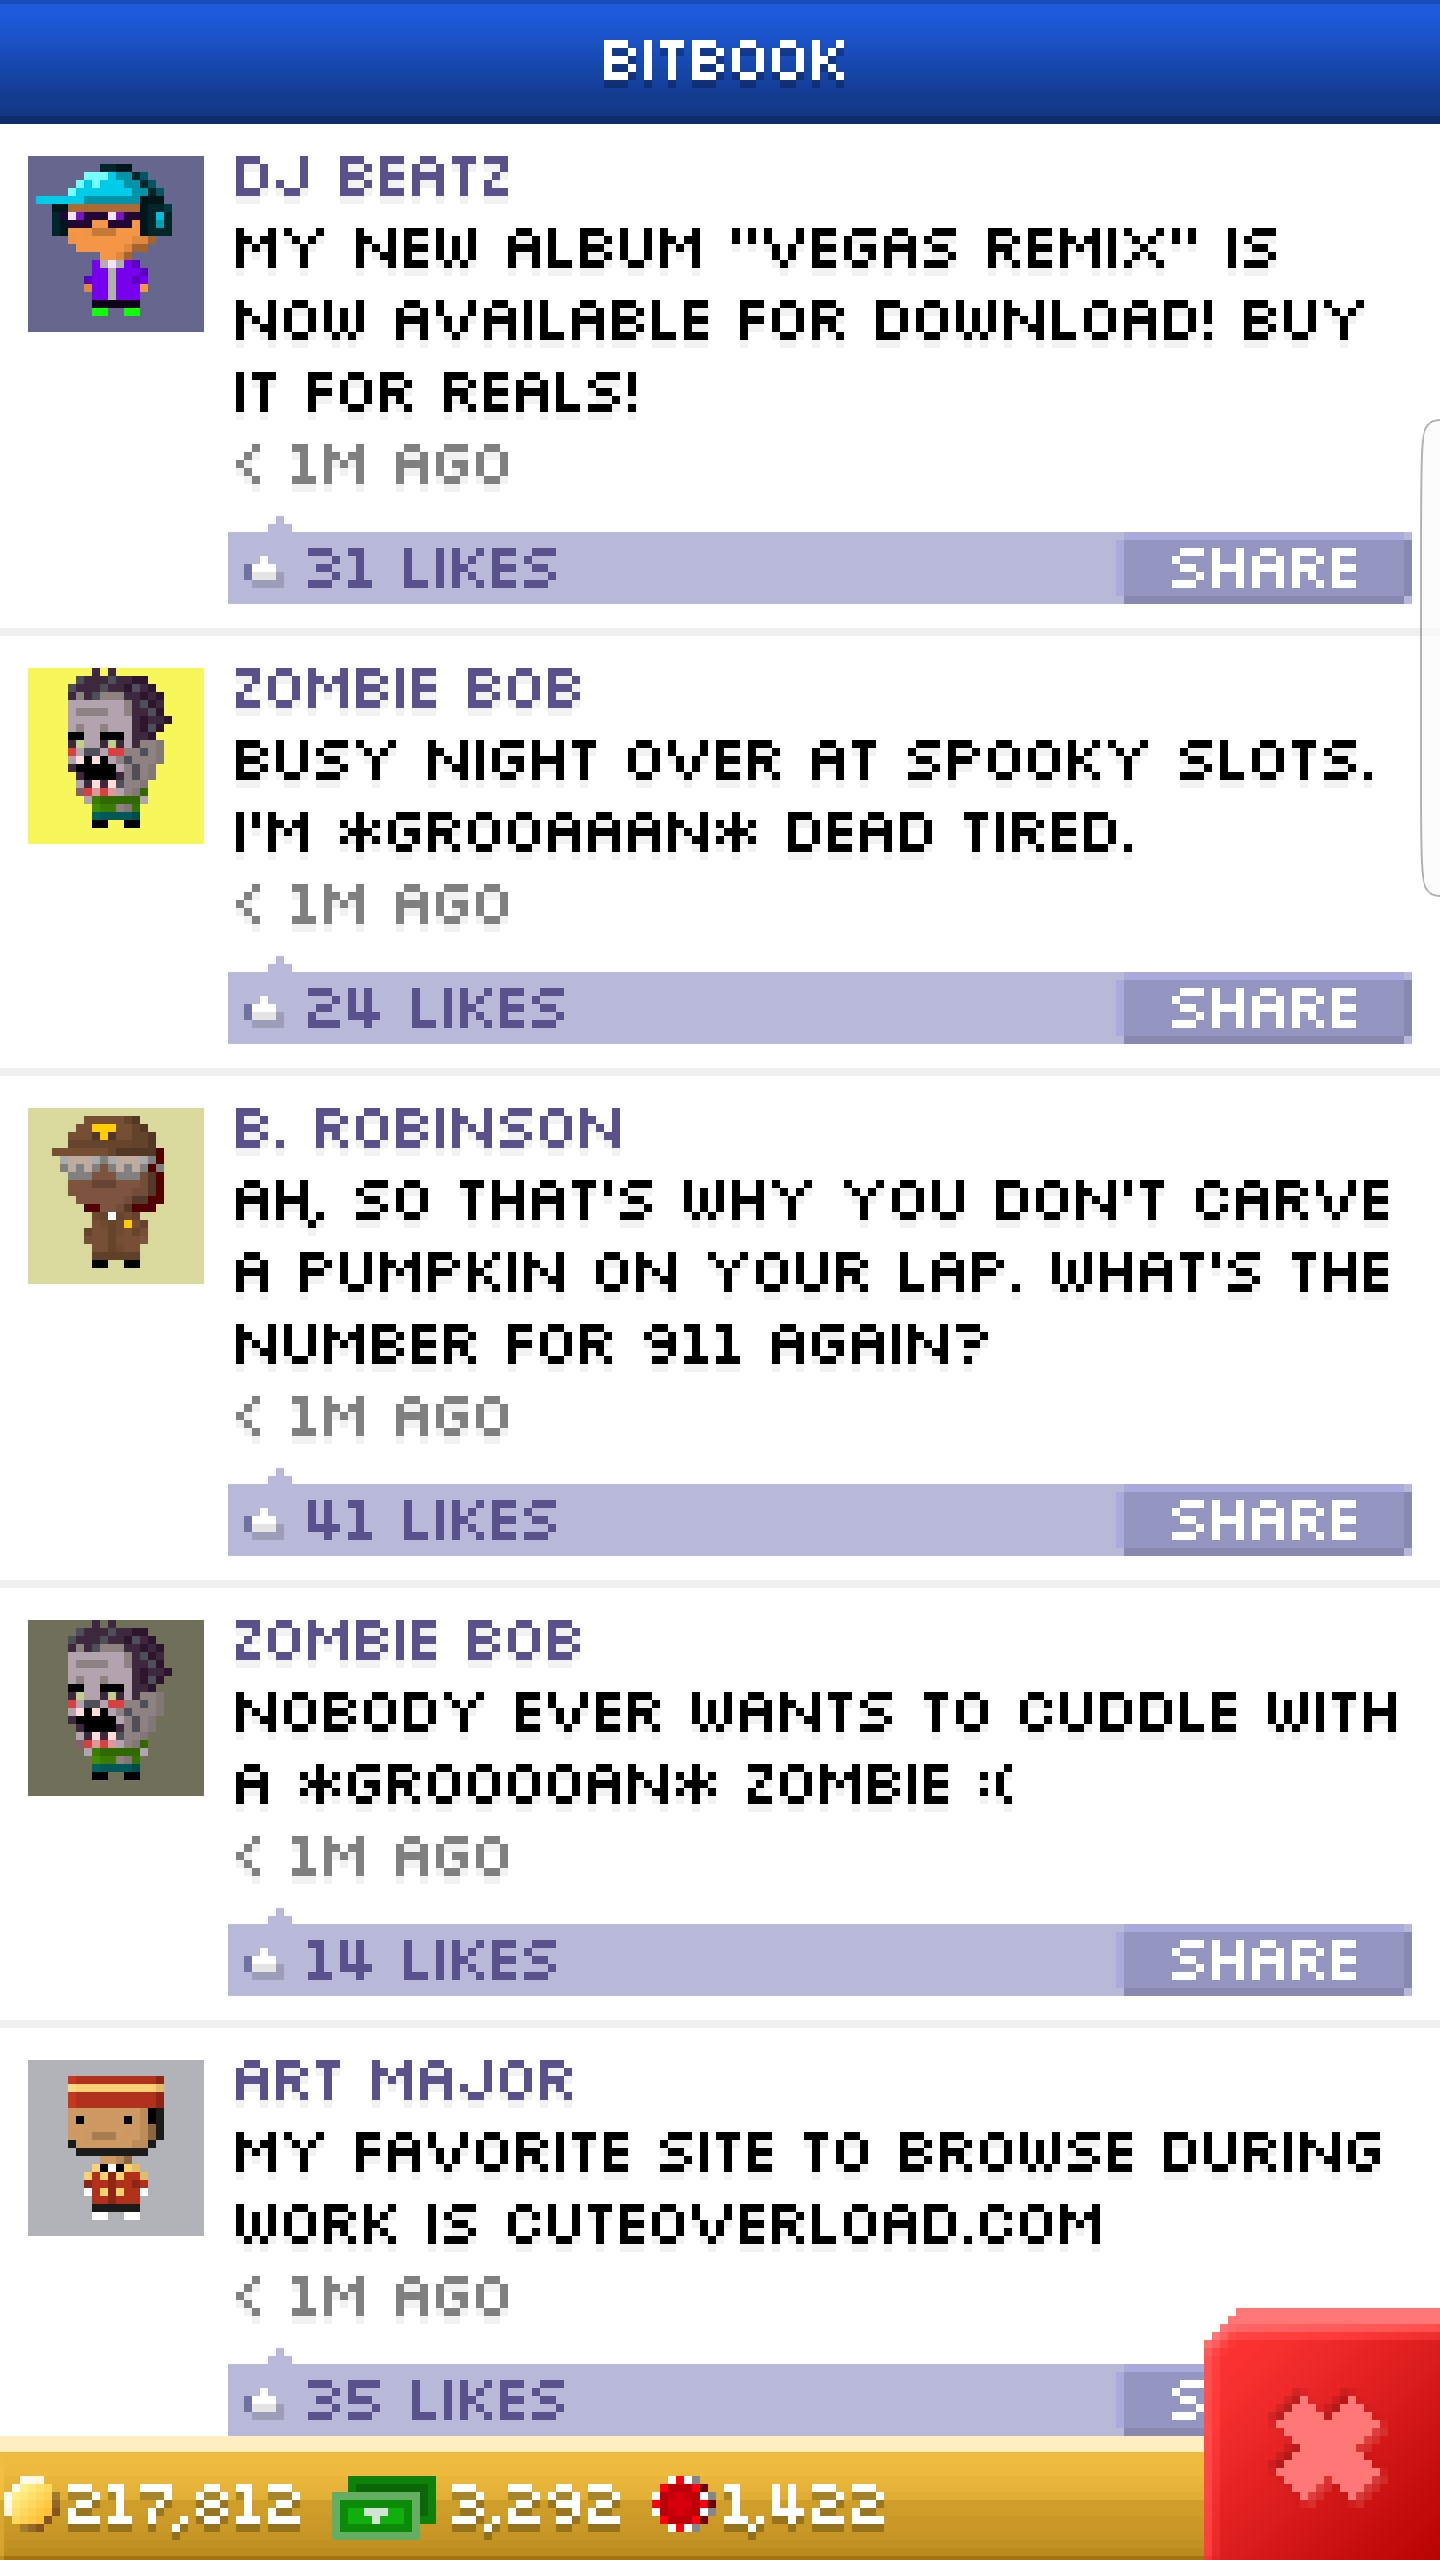 BITBOOK
DJ BEATZ
MY NEW ALBUM "VEGAS REMIX" IS
NOW AVAILABLE FOR DOWNLOAD! BUY
IT FOR REALS!
< 1M AGO
31 LIKES SHARE
ZOMBIE BOB
BUSY NIGHT OVER AT SPOOKY SLOTS.
I'M *GROOAAAN* DEAD TIRED.
< 1M AGO
24 LIKES SHARE
B. ROBINSON
AH, SO THAT'S WHY YOU DON'T CARVE
A PUMPKIN ON YOUR LAP. WHAT'S THE
NUMBER FOR 911 AGAIN?
< 1M AGO
41 LIKES SHARE
ZOMBIE BOB
NOBODY EVER WANTS TO CUDDLE WITH
A *GROOOOAN* ZOMBIE :(
< 1M AGO
14 LIKES SHARE
ART MAJOR
MY FAVORITE SITE TO BROWSE DURING
WORK IS CUTEOVERLOAD.COM
< 1M AGO
35 LIKES S
217,812 3,292 1,422